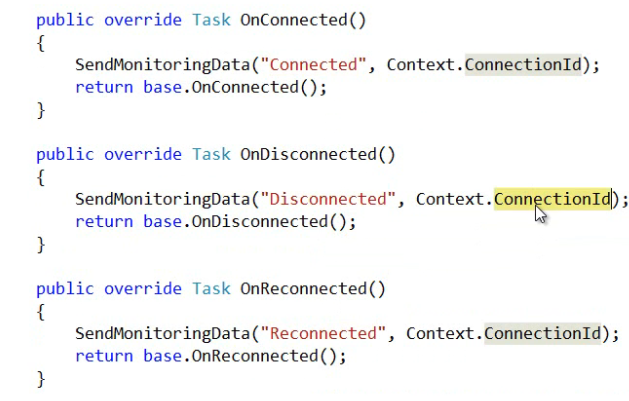 public override Task OnConnected()
{
    SendMonitoringData("Connected", Context.ConnectionId);
    return base.OnConnected();
}
public override Task OnDisconnected()
{
    SendMonitoringData("Disconnected", Context.ConnectionId);
    return base.OnDisconnected();
}
public override Task OnReconnected()
{
    SendMonitoringData("Reconnected", Context.ConnectionId);
    return base.OnReconnected();
}